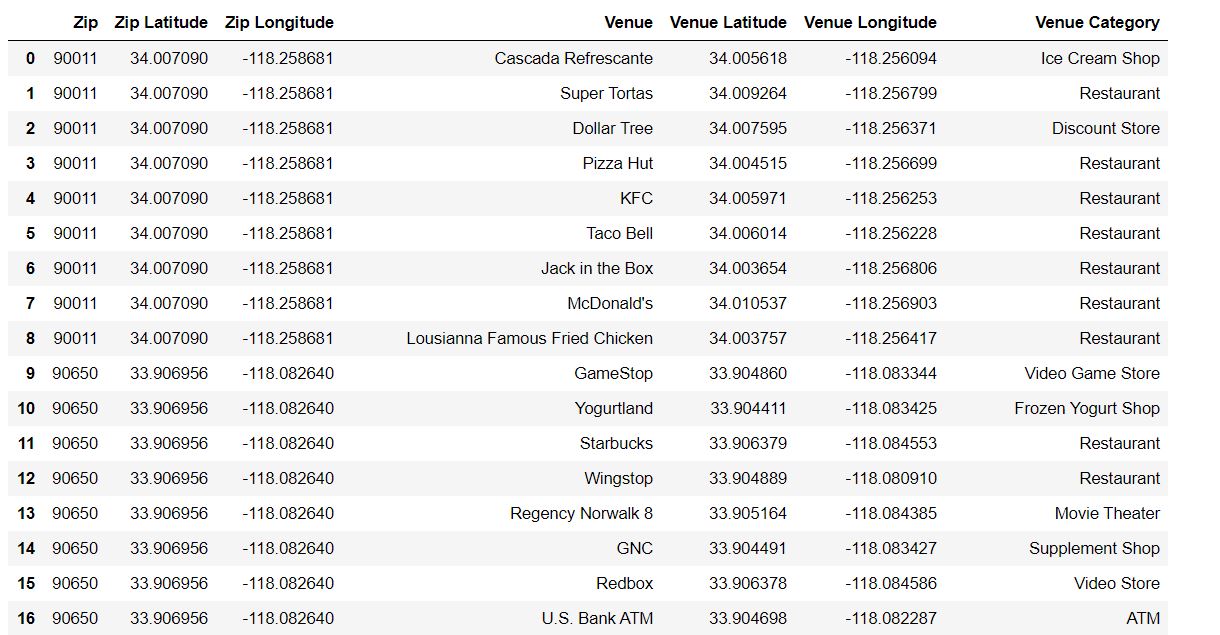 Zip Zip Latitude Zip Longitude Venue Venue Latitude Venue Longitude Venue Category
0 90011 34.007090 -118.258681 Cascada Refrescante 34.005618 -118.256094 Ice Cream Shop
1 90011 34.007090 -118.258681 Super Tortas 34.009264 -118.256799 Restaurant
2 90011 34.007090 -118.258681 Dollar Tree 34.007595 -118.256371 Discount Store
3 90011 34.007090 -118.258681 Pizza Hut 34.004515 -118.256699 Restaurant
4 90011 34.007090 -118.258681 KFC 34.005971 -118.256253 Restaurant
5 90011 34.007090 -118.258681 Taco Bell 34.006014 -118.256228 Restaurant
6 90011 34.007090 -118.258681 Jack in the Box 34.003654 -118.256806 Restaurant
7 90011 34.007090 -118.258681 McDonald's 34.010537 -118.256903 Restaurant
8 90011 34.007090 -118.258681 Lousianna Famous Fried Chicken 34.003757 -118.256417 Restaurant
9 90650 33.906956 -118.082640 GameStop 33.904860 -118.083344 Video Game Store
10 90650 33.906956 -118.082640 Yogurtland 33.904411 -118.083425 Frozen Yogurt Shop
11 90650 33.906956 -118.082640 Starbucks 33.906379 -118.084553 Restaurant
12 90650 33.906956 -118.082640 Wingstop 33.904889 -118.080910 Restaurant
13 90650 33.906956 -118.082640 Regency Norwalk 8 33.905164 -118.084385 Movie Theater
14 90650 33.906956 -118.082640 GNC 33.904491 -118.083427 Supplement Shop
15 90650 33.906956 -118.082640 Redbox 33.906378 -118.084586 Video Store
16 90650 33.906956 -118.082640 U.S. Bank ATM 33.904698 -118.082287 ATM